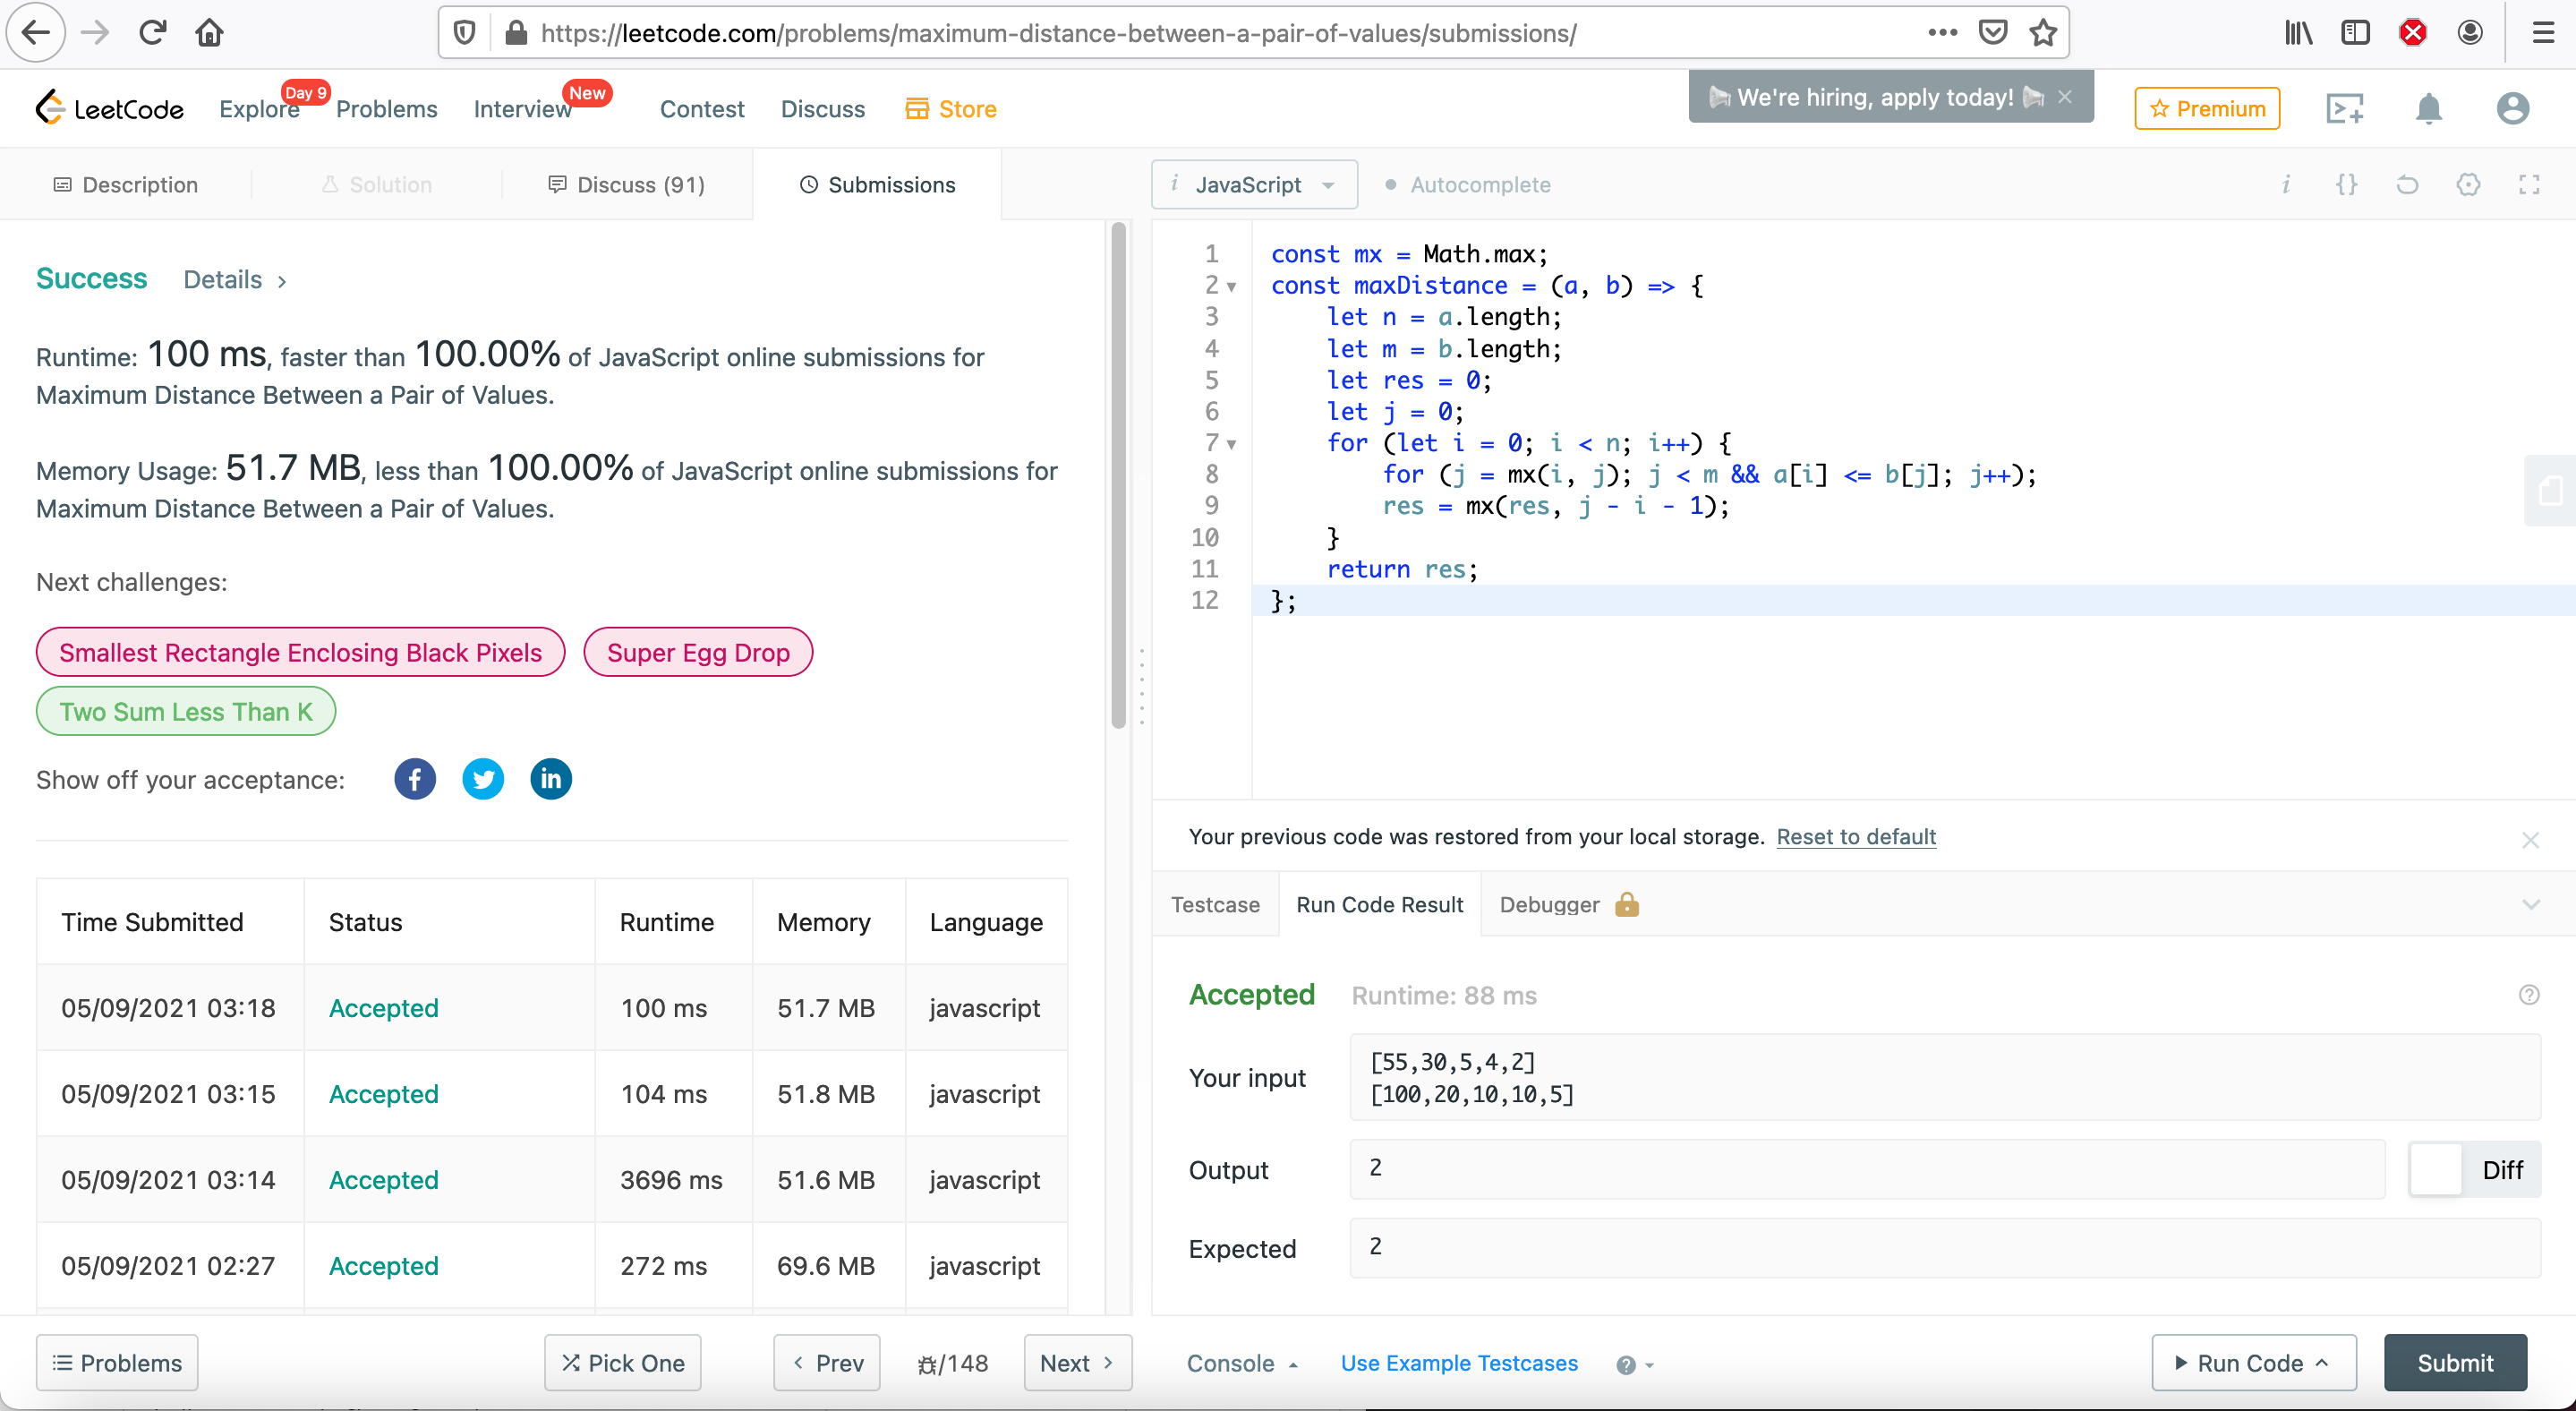 https://leetcode.com/problems/maximum-distance-between-a-pair-of-values/submissions/
LeetCode
Explore
Day 9
Problems
Interview
New
Contest
Discuss
Store
We're hiring, apply today!
Premium
Description
Solution
Discuss (91)
Submissions
i JavaScript
Autocomplete
Success
Details >
Runtime: 100 ms, faster than 100.00% of JavaScript online submissions for
Maximum Distance Between a Pair of Values.
Memory Usage: 51.7 MB, less than 100.00% of JavaScript online submissions for
Maximum Distance Between a Pair of Values.
Next challenges:
Smallest Rectangle Enclosing Black Pixels
Super Egg Drop
Two Sum Less Than K
Show off your acceptance:
Time Submitted Status Runtime Memory Language
05/09/2021 03:18 Accepted 100 ms 51.7 MB javascript
05/09/2021 03:15 Accepted 104 ms 51.8 MB javascript
05/09/2021 03:14 Accepted 3696 ms 51.6 MB javascript
05/09/2021 02:27 Accepted 272 ms 69.6 MB javascript
Problems
Pick One
< Prev
/148
Next >
1 const mx = Math.max;
2 const maxDistance = (a, b) => {
3 let n = a.length;
4 let m = b.length;
5 let res = 0;
6 let j = 0;
7 for (let i = 0; i < n; i++) {
8 for (j = mx(i, j); j < m && a[i] <= b[j]; j++);
9 res = mx(res, j - i - 1);
10 }
11 return res;
12 };
Your previous code was restored from your local storage. Reset to default
Testcase
Run Code Result
Debugger
Accepted
Runtime: 88 ms
Your input
[55,30,5,4,2]
[100,20,10,10,5]
Output
2
Diff
Expected
2
Console
Use Example Testcases
Run Code
Submit